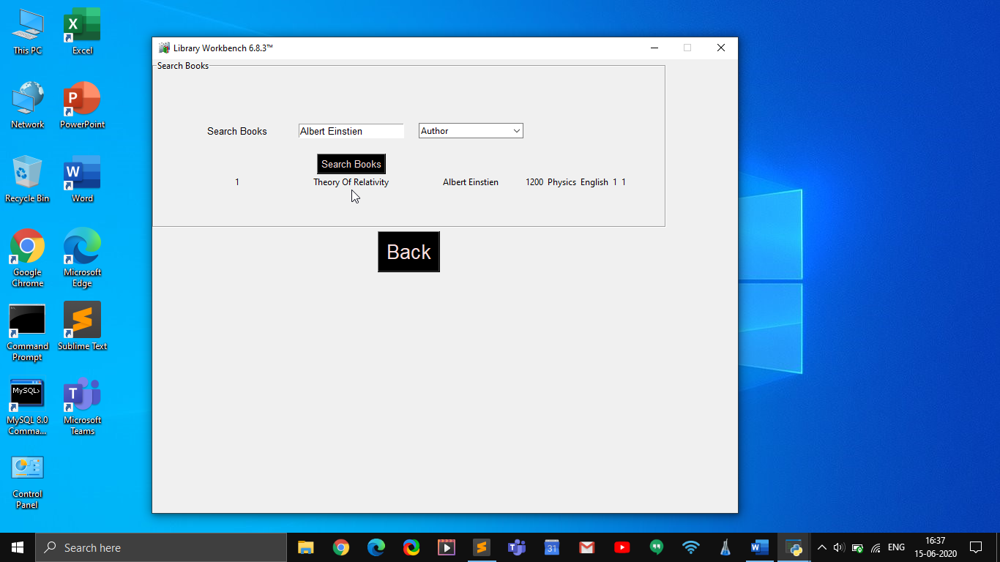 This PC
Excel
Network
PowerPoint
Recycle Bin
Word
Google
Chrome
Microsoft
Edge
Command
Prompt
Sublime Text
MySQL>
MySQL 8.0
Comma...
Microsoft
Teams
Control
Panel
Library Workbench 6.8.3™
Search Books
Search Books
Albert Einstien
Author
Search Books
1 Theory Of Relativity Albert Einstien 1200 Physics English 1 1
Back
Search here
31
ENG
16:37
15-06-2020